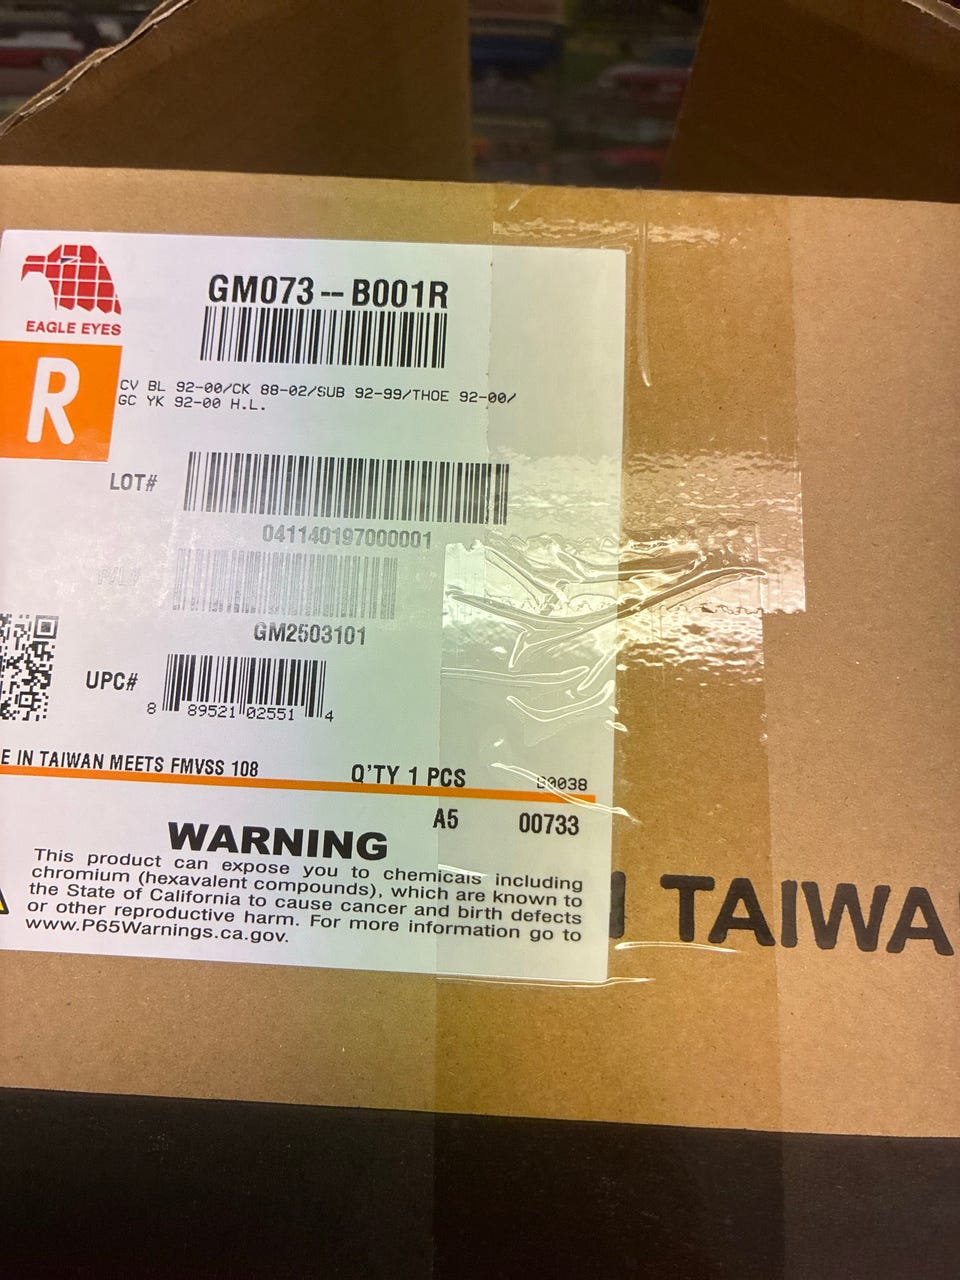 GM073--B001R
EAGLE EYES
R
CV BL 92-00/CK 88-02/SUB 92-99/THOE 92-00/
GC YK 92-00 H.L.
LOT#
041140197000001
GM2503101
UPC#
8 89521 02551 4
E IN TAIWAN MEETS FMVSS 108
Q'TY 1 PCS
A5 00733
WARNING
This product can expose you to chemicals including
chromium (hexavalent compounds), which are known to
the State of California to cause cancer and birth defects
or other reproductive harm. For more information go to
www.P65Warnings.ca.gov.
TAIWA